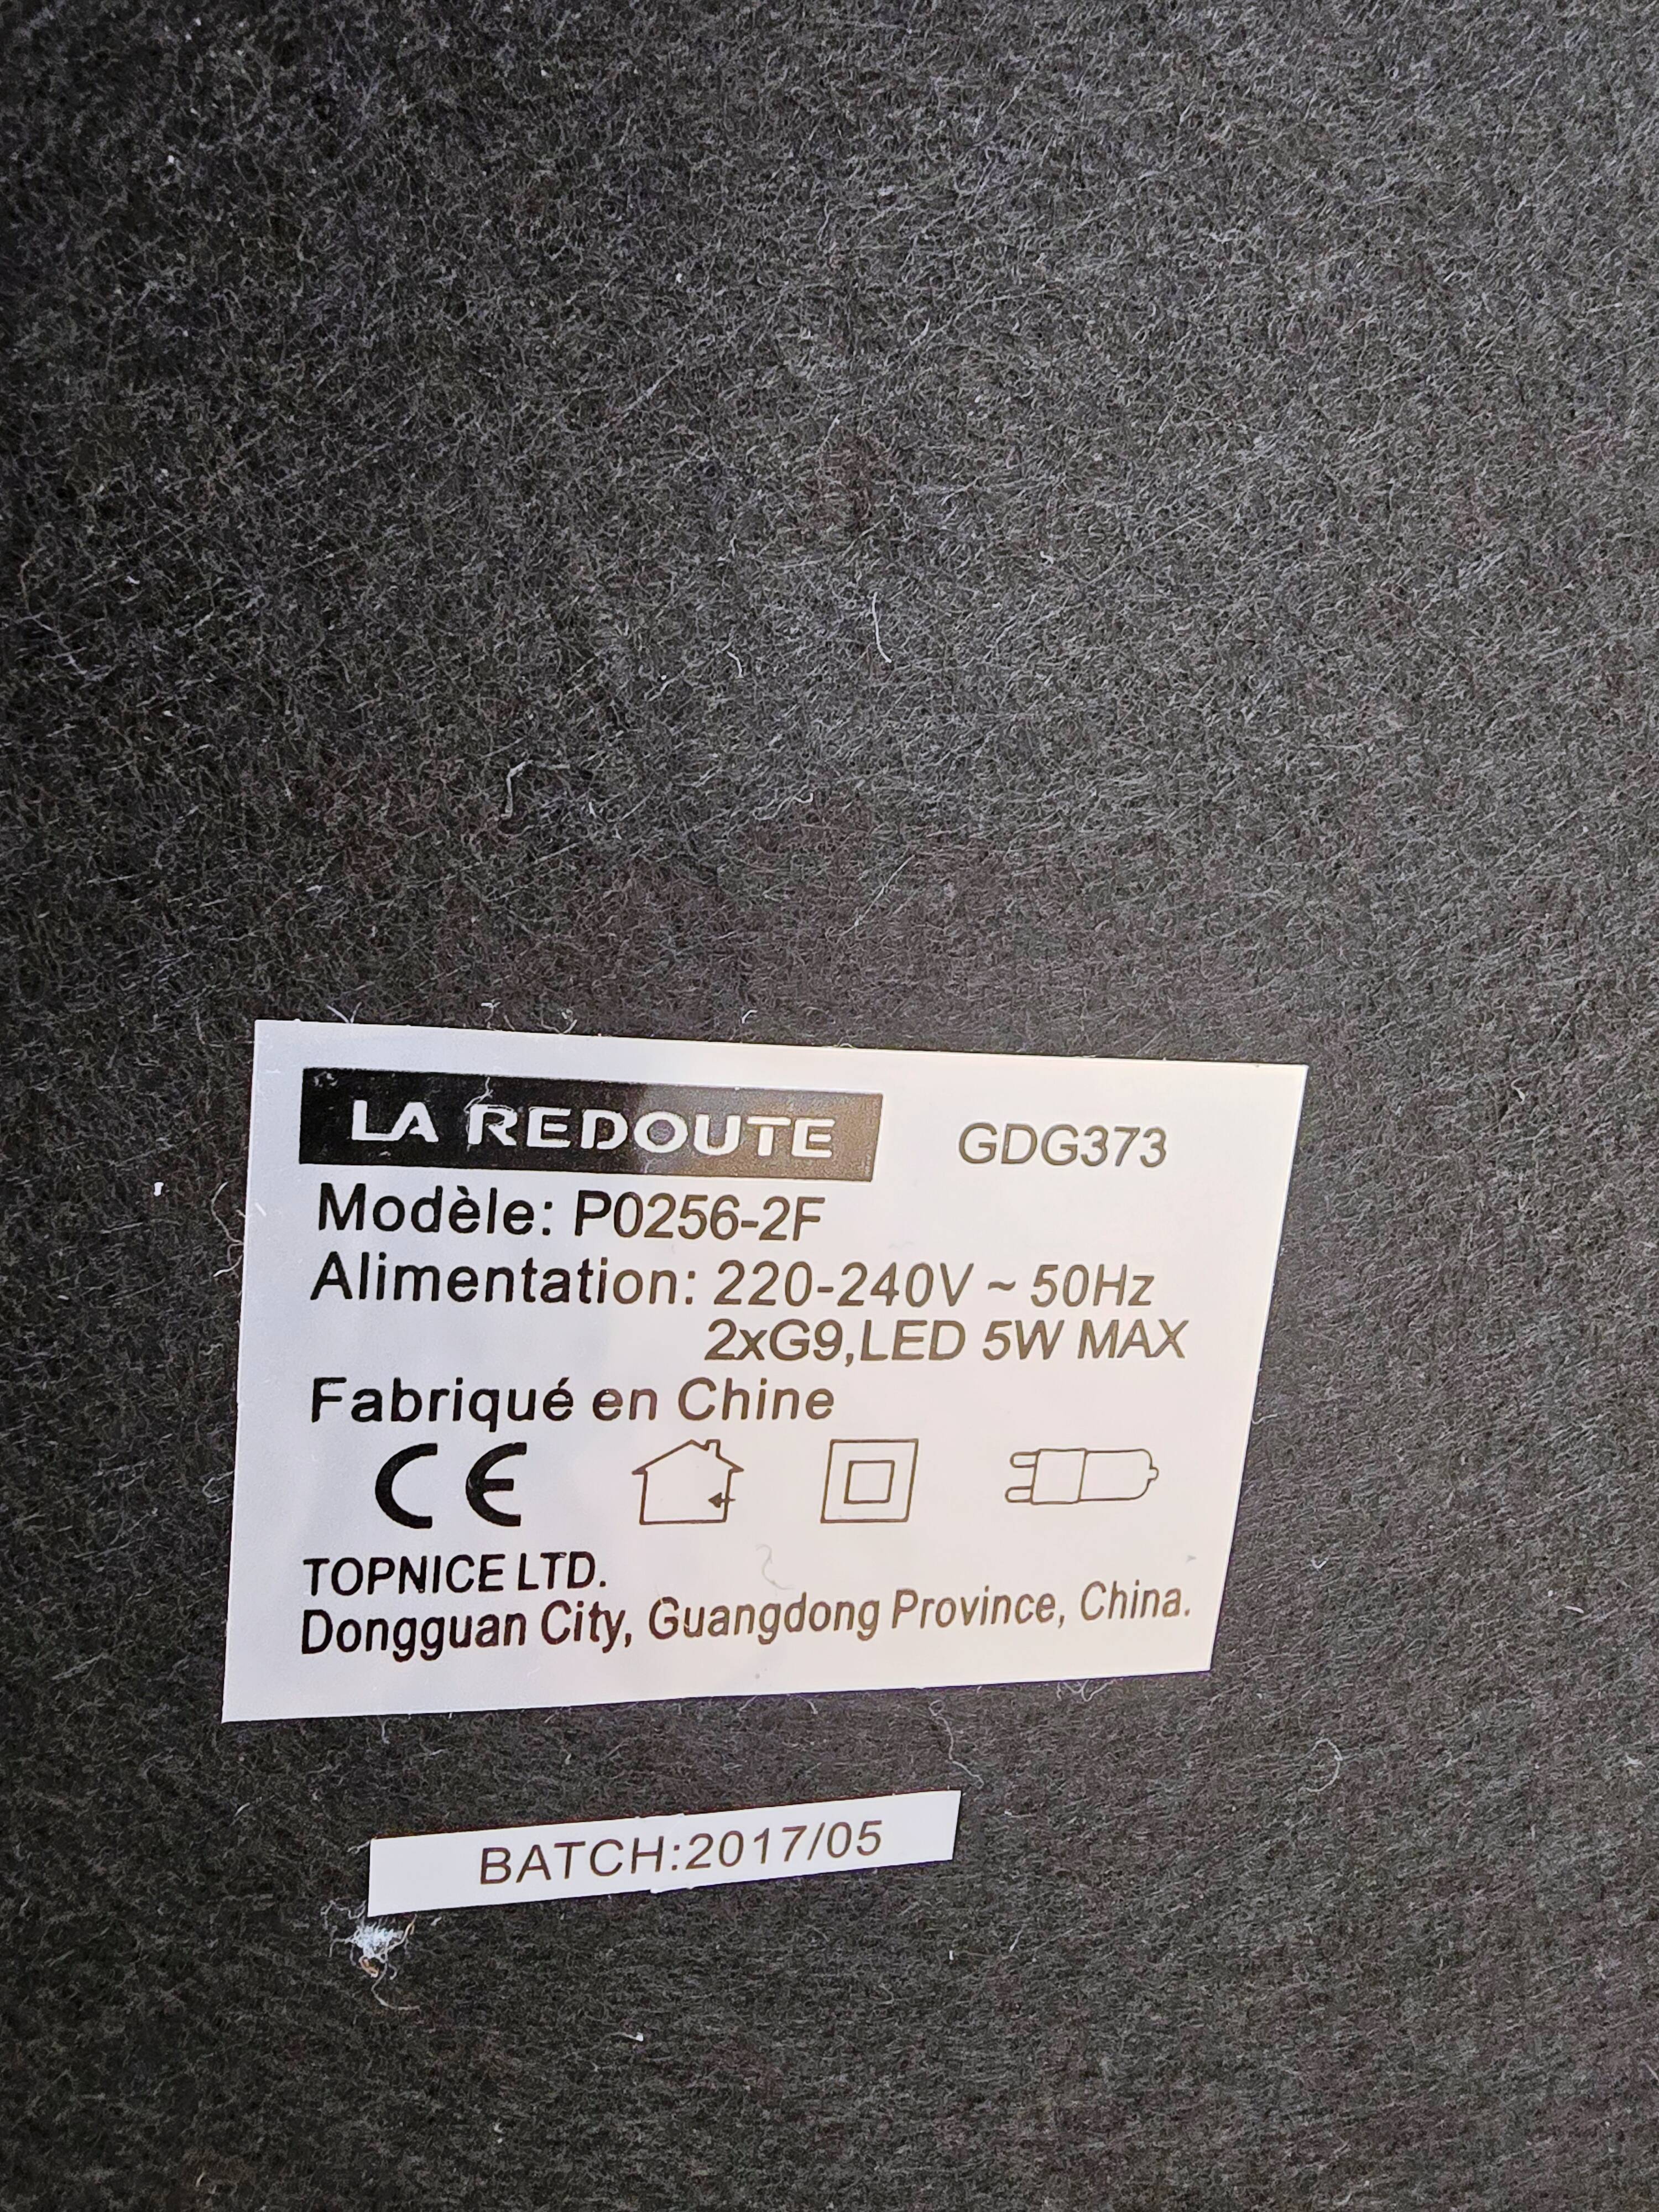 LA REDOUTE GDG373
Modèle: P0256-2F
Alimentation: 220-240V ~ 50Hz
2xG9,LED 5W MAX
Fabriqué en Chine
CE
TOPNICE LTD.
Dongguan City, Guangdong Province, China.
BATCH:2017/05